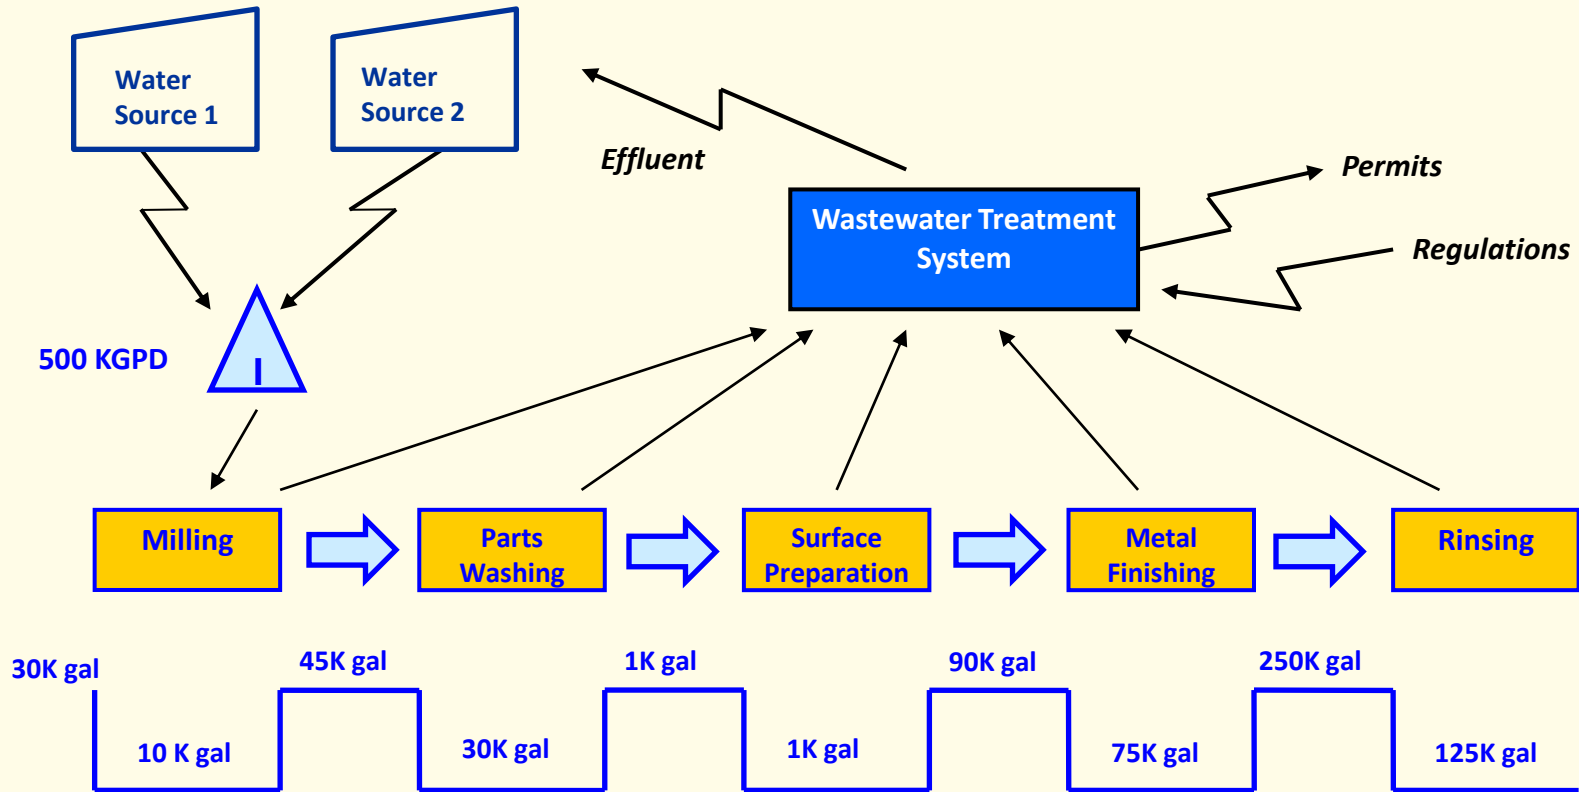 Water
Source 1
Water
Source 2
Effluent
Permits
Wastewater Treatment
System
Regulations
500 KGPD
I
Milling
Parts
Washing
Surface
Preparation
Metal
Finishing
Rinsing
30K gal
45K gal
1K gal
90K gal
250K gal
10 K gal
30K gal
1K gal
75K gal
125K gal